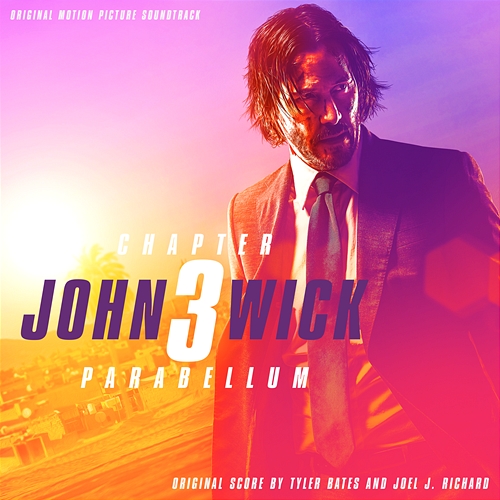 ORIGINAL MOTION PICTURE SOUNDTRACK
CHAPTER
JOHN 3 WICK
PARABELLUM
ORIGINAL SCORE BY TYLER BATES AND JOEL J. RICHARD